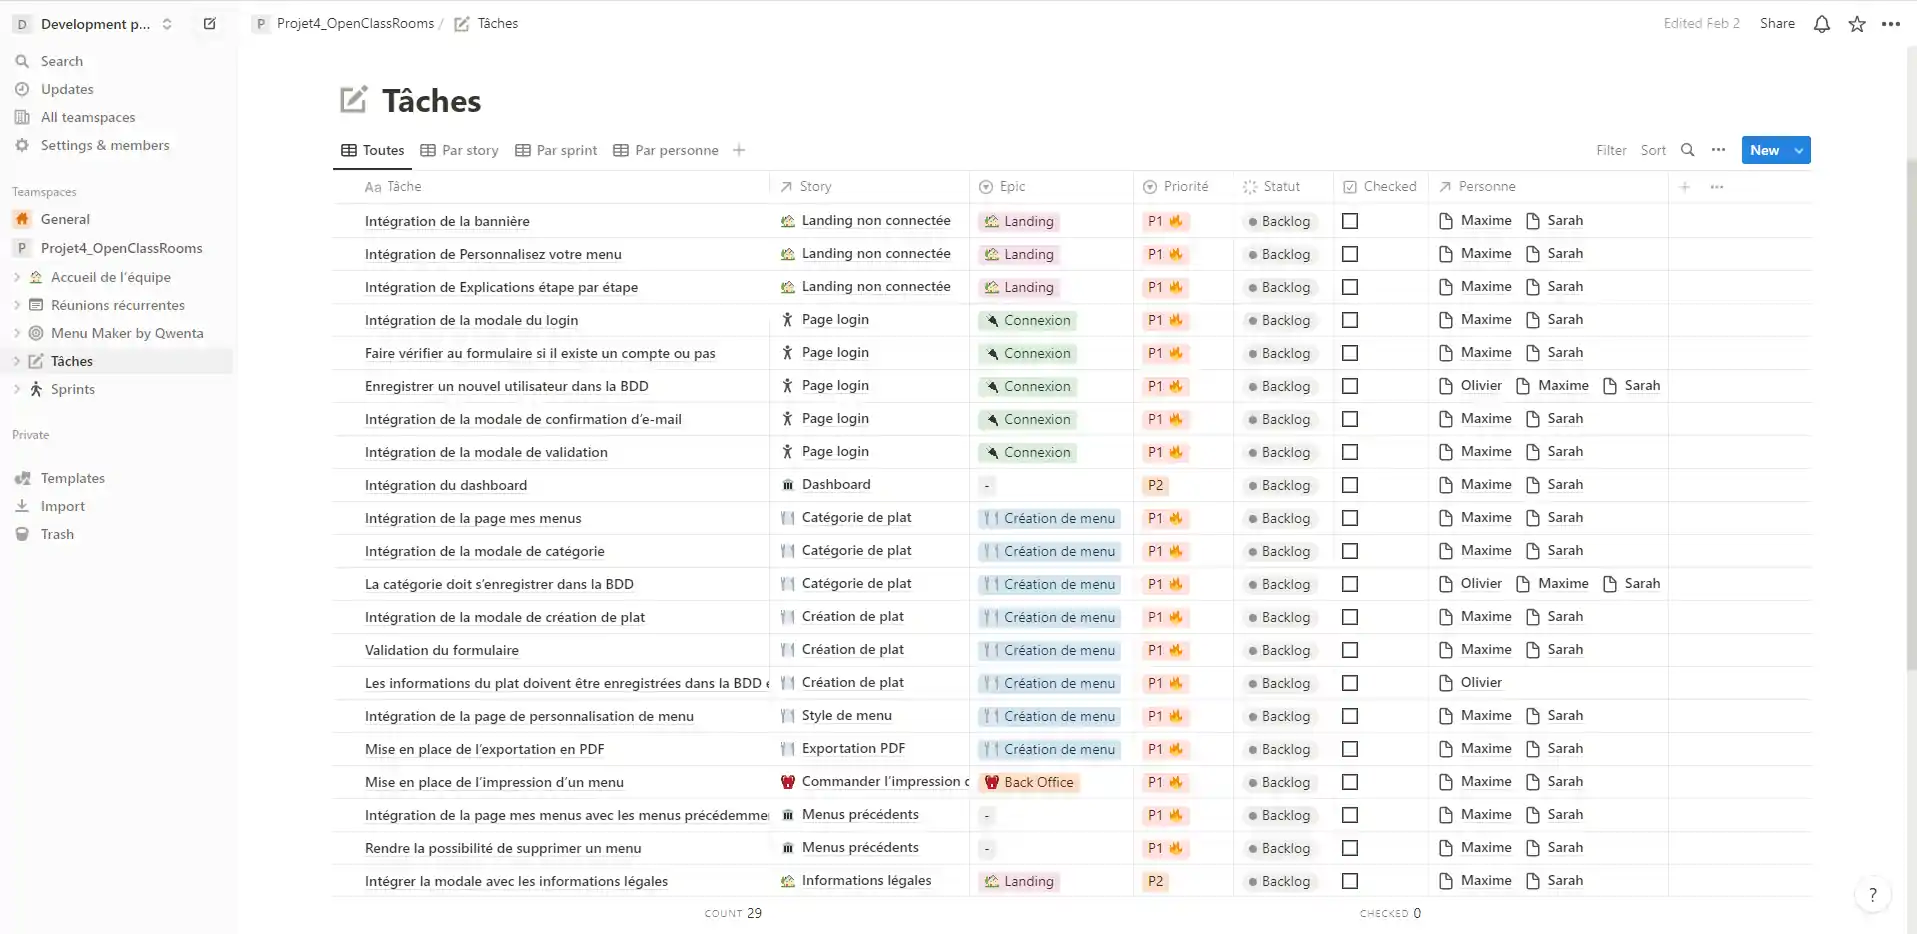 D Development p...
P Projet4_OpenClassRooms / Tâches
Edited Feb 2 Share
Search
Updates
All teamspaces
Settings & members
Teamspaces
General
P Projet4_OpenClassRooms
Accueil de l'équipe
Réunions récurrentes
Menu Maker by Qwenta
Tâches
Sprints
Private
Templates
Import
Trash
Tâches
Toutes Par story Par sprint Par personne
Filter Sort New
Aa Tâche Story Epic Priorité Statut Checked Personne
Intégration de la bannière Landing non connectée Landing P1 Backlog Maxime Sarah
Intégration de Personnalisez votre menu Landing non connectée Landing P1 Backlog Maxime Sarah
Intégration de Explications étape par étape Landing non connectée Landing P1 Backlog Maxime Sarah
Intégration de la modale du login Page login Connexion P1 Backlog Maxime Sarah
Faire vérifier au formulaire si il existe un compte ou pas Page login Connexion P1 Backlog Maxime Sarah
Enregistrer un nouvel utilisateur dans la BDD Page login Connexion P1 Backlog Olivier Maxime Sarah
Intégration de la modale de confirmation d'e-mail Page login Connexion P1 Backlog Maxime Sarah
Intégration de la modale de validation Page login Connexion P1 Backlog Maxime Sarah
Intégration du dashboard Dashboard - P2 Backlog Maxime Sarah
Intégration de la page mes menus Catégorie de plat Création de menu P1 Backlog Maxime Sarah
Intégration de la modale de catégorie Catégorie de plat Création de menu P1 Backlog Maxime Sarah
La catégorie doit s'enregistrer dans la BDD Catégorie de plat Création de menu P1 Backlog Olivier Maxime Sarah
Intégration de la modale de création de plat Création de plat Création de menu P1 Backlog Maxime Sarah
Validation du formulaire Création de plat Création de menu P1 Backlog Maxime Sarah
Les informations du plat doivent être enregistrées dans la BDD e Création de plat Création de menu P1 Backlog Olivier
Intégration de la page de personnalisation de menu Style de menu Création de menu P1 Backlog Maxime Sarah
Mise en place de l'exportation en PDF Exportation PDF Création de menu P1 Backlog Maxime Sarah
Mise en place de l'impression d'un menu Commander l'impression d Back Office P1 Backlog Maxime Sarah
Intégration de la page mes menus avec les menus précédemmer Menus précédents - P1 Backlog Maxime Sarah
Rendre la possibilité de supprimer un menu Menus précédents - P1 Backlog Maxime Sarah
Intégrer la modale avec les informations légales Informations légales Landing P2 Backlog Maxime Sarah
COUNT 29 CHECKED 0
?